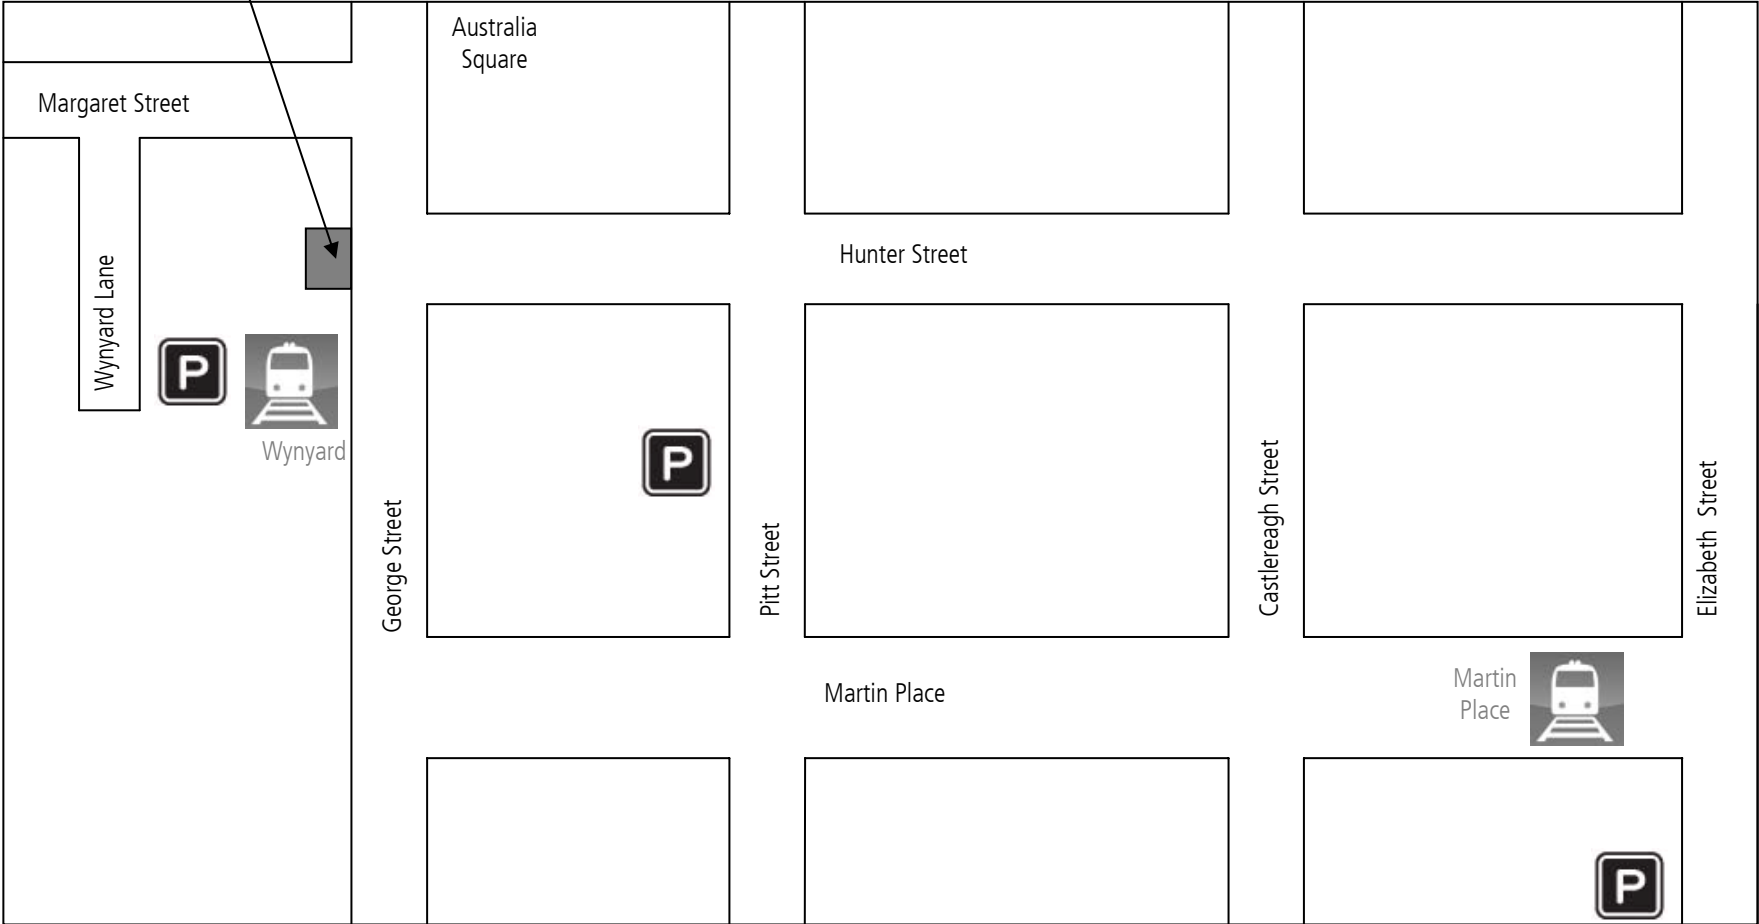 Australia
Square
Margaret Street
Hunter Street
Wynyard Lane
P
Wynyard
P
George Street
Pitt Street
Castlereagh Street
Elizabeth Street
Martin Place
Martin
Place
P